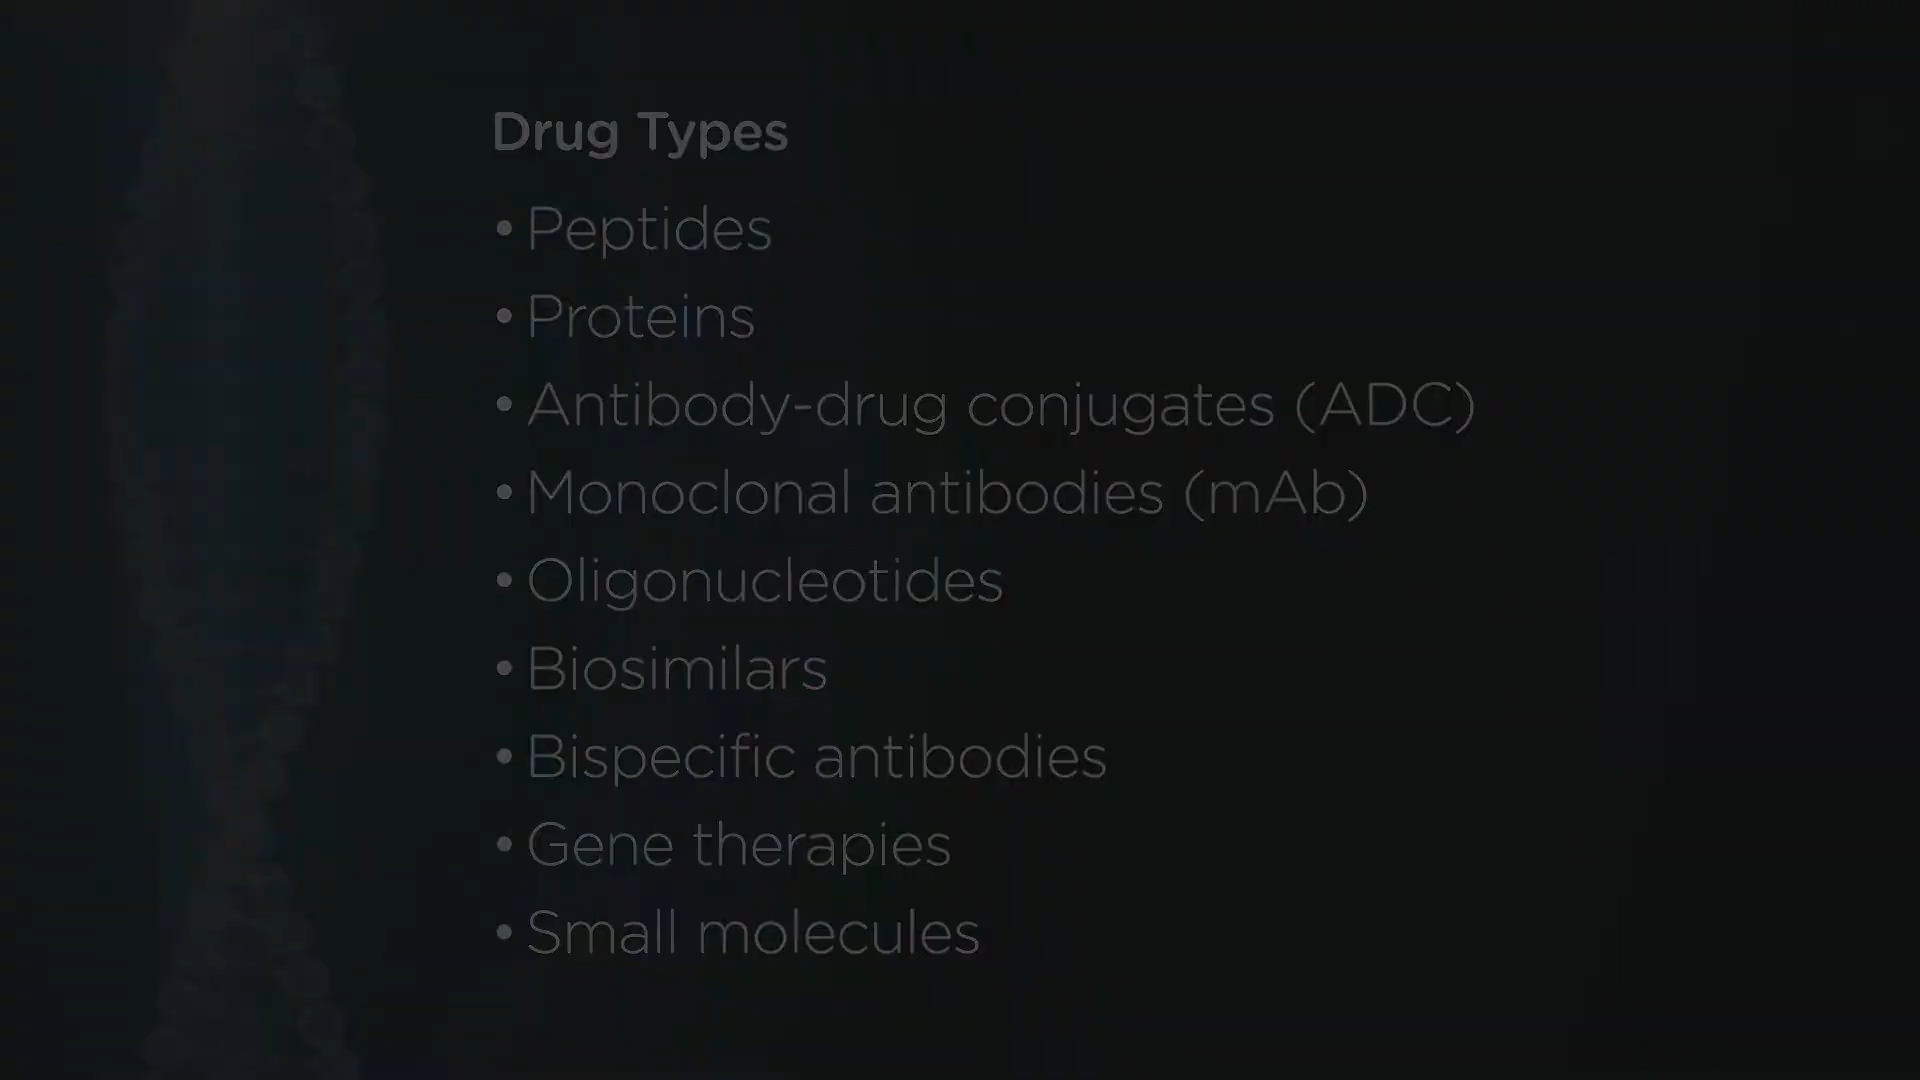 Drug Types
• Peptides
• Proteins
• Antibody-drug conjugates (ADC)
• Monoclonal antibodies (mAb)
• Oligonucleotides
• Biosimilars
• Bispecific antibodies
• Gene therapies
• Small molecules